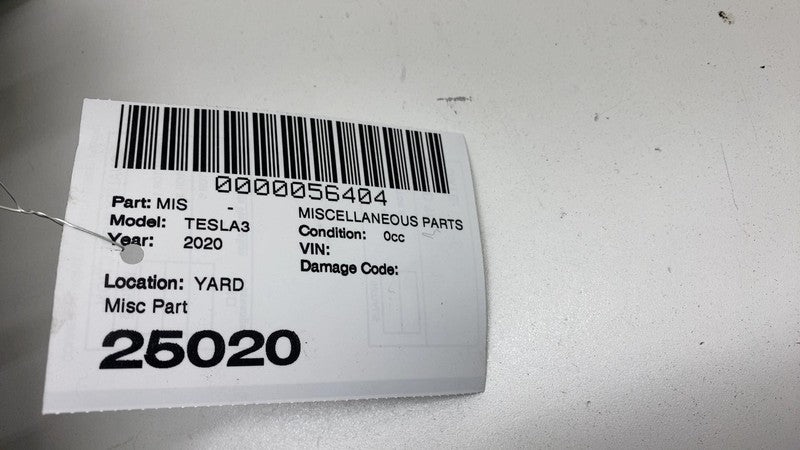 0000056404
Part: MIS - MISCELLANEOUS PARTS
Model: TESLA3 Condition: 0cc
Year: 2020 VIN:
Damage Code:
Location: YARD
Misc Part
25020